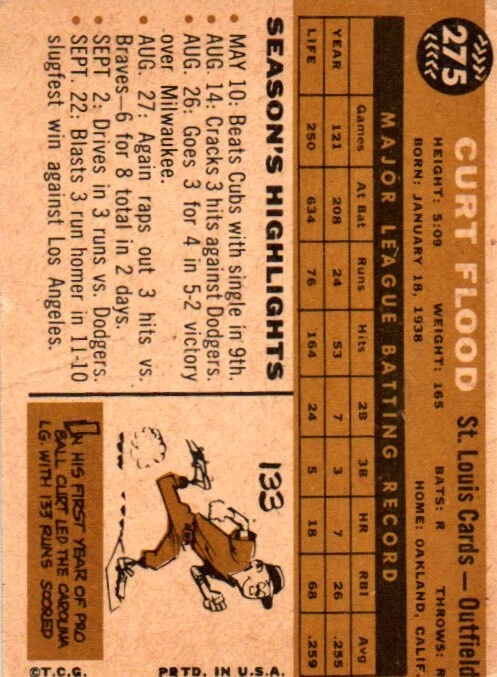 275
CURT FLOOD St. Louis Cards — Outfield
HEIGHT: 5:09 WEIGHT: 165 BATS: R THROWS: R
BORN: JANUARY 18, 1938 HOME: OAKLAND, CALIF.
MAJOR LEAGUE BATTING RECORD
Games At Bat Runs Hits 2B 3B HR RBI Avg
YEAR 121 208 24 53 7 3 7 26 .255
LIFE 250 634 76 164 24 5 18 68 .259
SEASON'S HIGHLIGHTS
MAY 10: Beats Cubs with single in 9th.
• AUG. 14: Cracks 3 hits against Dodgers.
• AUG. 26: Goes 3 for 4 in 5-2 victory
over Milwaukee.
• AUG. 27: Again raps out 3 hits vs.
Braves—6 for 8 total in 2 days.
• SEPT. 2: Drives in 3 runs vs. Dodgers.
• SEPT. 22: Blasts 3 run homer in 11-10
slugfest win against Los Angeles.
133
IN HIS FIRST YEAR OF PRO
BALL CURT LED THE CAROLINA
LG. WITH 133 RUNS SCORED
©T.C.G. PRTD. IN U.S.A.